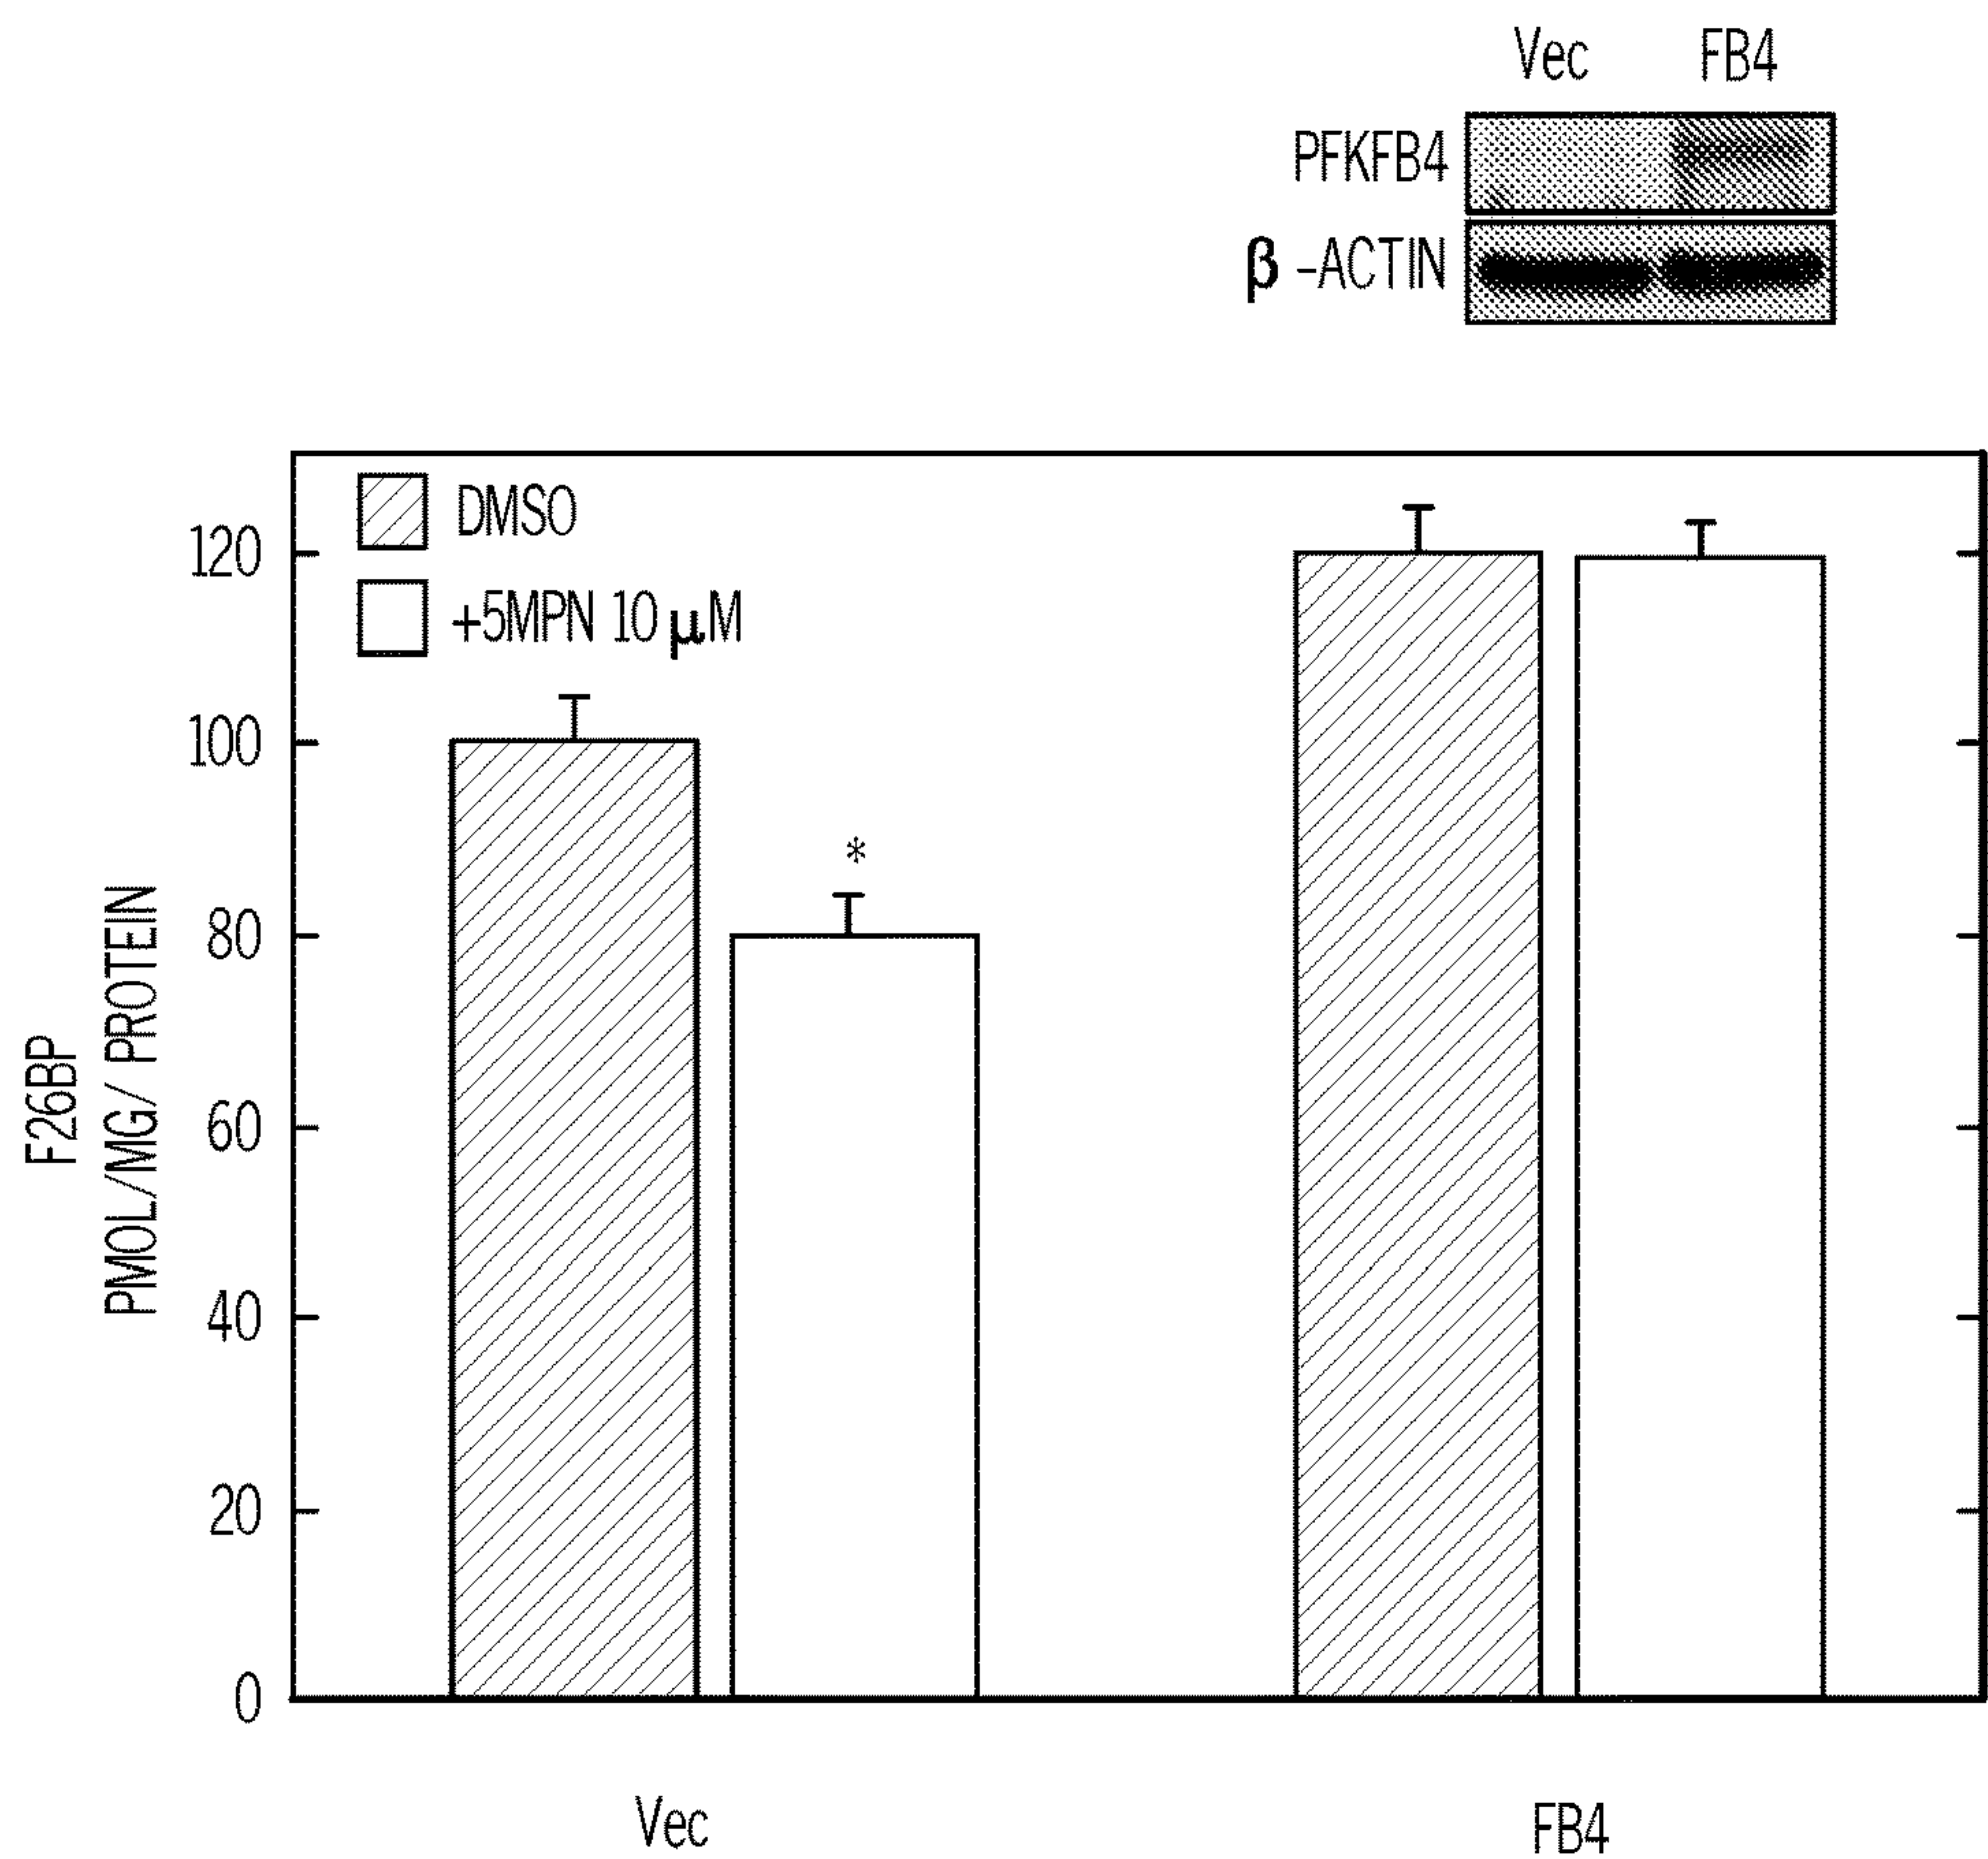 Vec FB4
PFKFB4
β -ACTIN
DMSO
+5MPN 10 μM
120
100
80
60
40
20
0
*
F26BP
PMOL/MG/ PROTEIN
Vec FB4